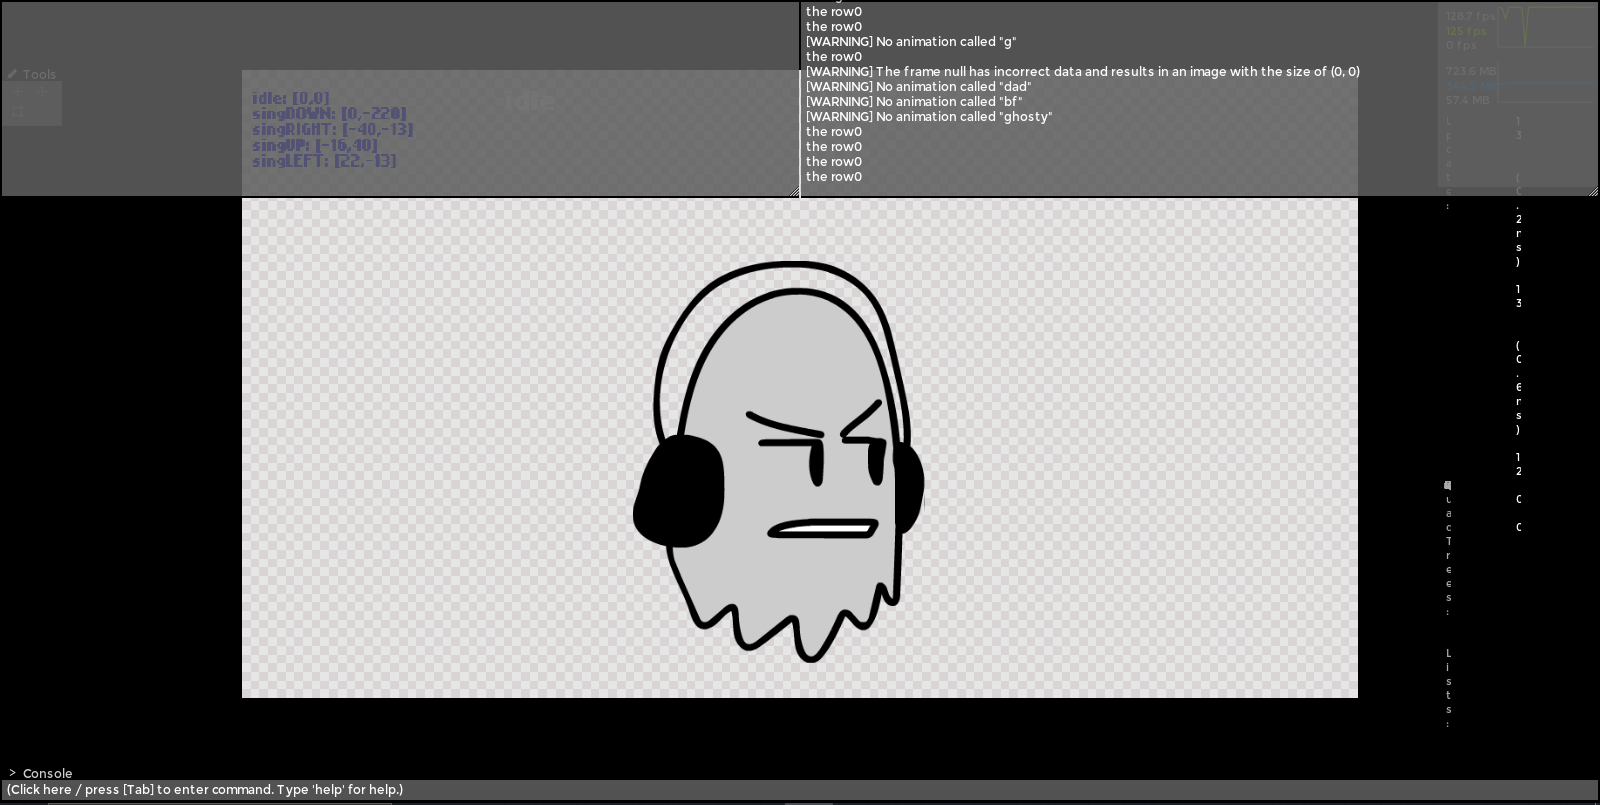 Tools
idle: [0,0]
singDOWN: [0,-220]
singRIGHT: [-40,-13]
singUP: [-16,40]
singLEFT: [22,-13]
idle
the row0
the row0
[WARNING] No animation called "g"
the row0
[WARNING] The frame null has incorrect data and results in an image with the size of (0, 0)
[WARNING] No animation called "dad"
[WARNING] No animation called "bf"
[WARNING] No animation called "ghosty"
the row0
the row0
the row0
the row0
128.7 fps
125 fps
0 fps
723.6 MB
57.4 MB
> Console
(Click here / press [Tab] to enter command. Type 'help' for help.)